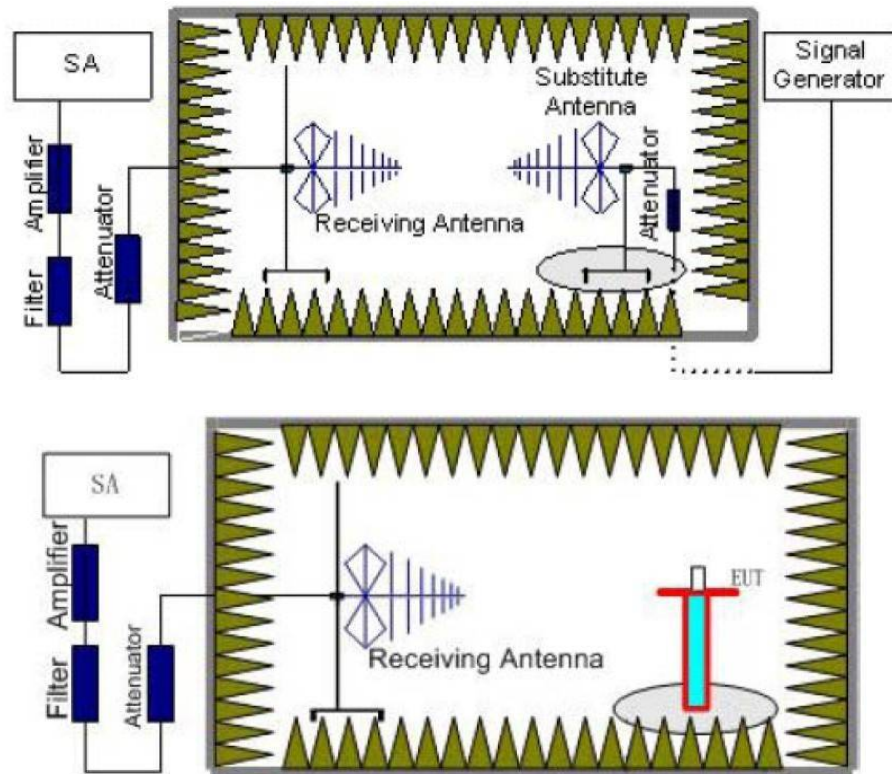 SA
Substitute
Antenna
Signal
Generator
Amplifier
Attenuator
Filter
Receiving Antenna
Attenuator
SA
Amplifier
Filter
Attenuator
Receiving Antenna
EUT